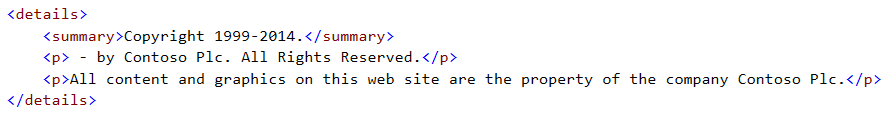 <details>
    <summary>Copyright 1999-2014.</summary>
    <p> - by Contoso Plc. All Rights Reserved.</p>
    <p>All content and graphics on this web site are the property of the company Contoso Plc.</p>
</details>